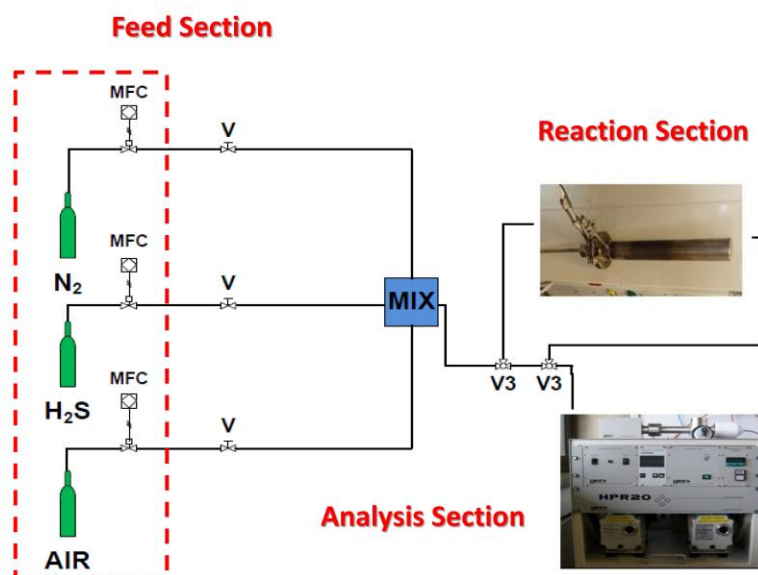 Feed Section
MFC
V
N₂
MFC
V
H₂S
MFC
V
AIR
MIX
V3
V3
Reaction Section
Analysis Section
HPR20